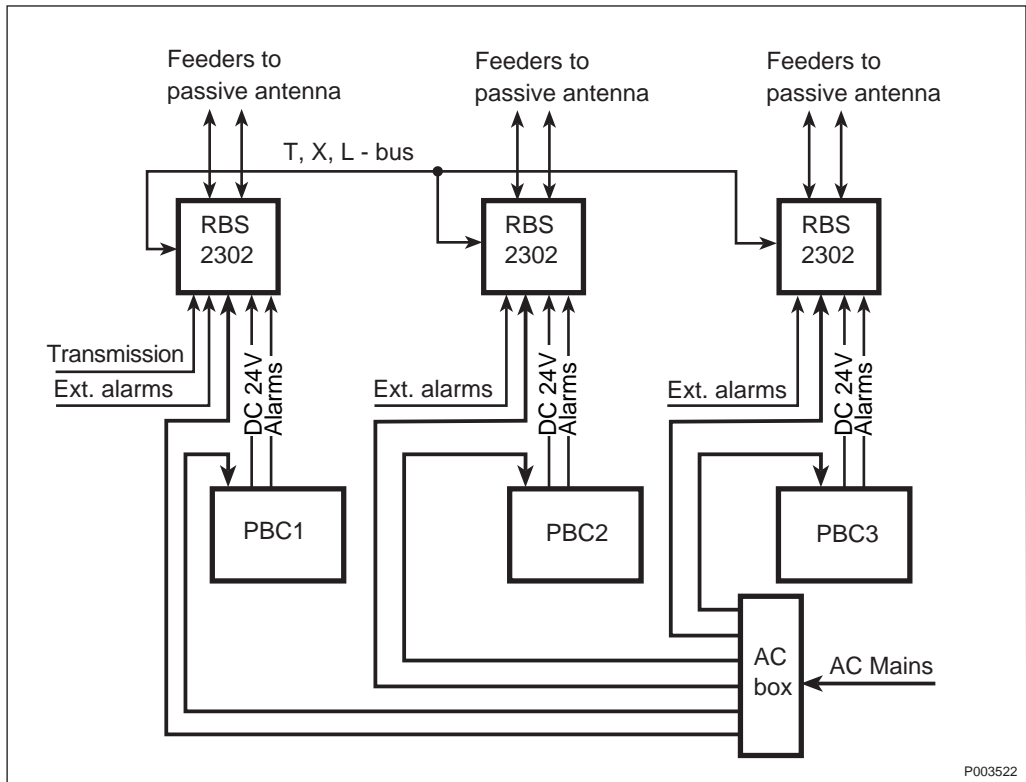 Feeders to
passive antenna
Feeders to
passive antenna
Feeders to
passive antenna
T, X, L - bus
RBS
2302
RBS
2302
RBS
2302
Transmission
Ext. alarms
DC 24V
Alarms
Ext. alarms
DC 24V
Alarms
Ext. alarms
DC 24V
Alarms
PBC1
PBC2
PBC3
AC
box
AC Mains
P003522